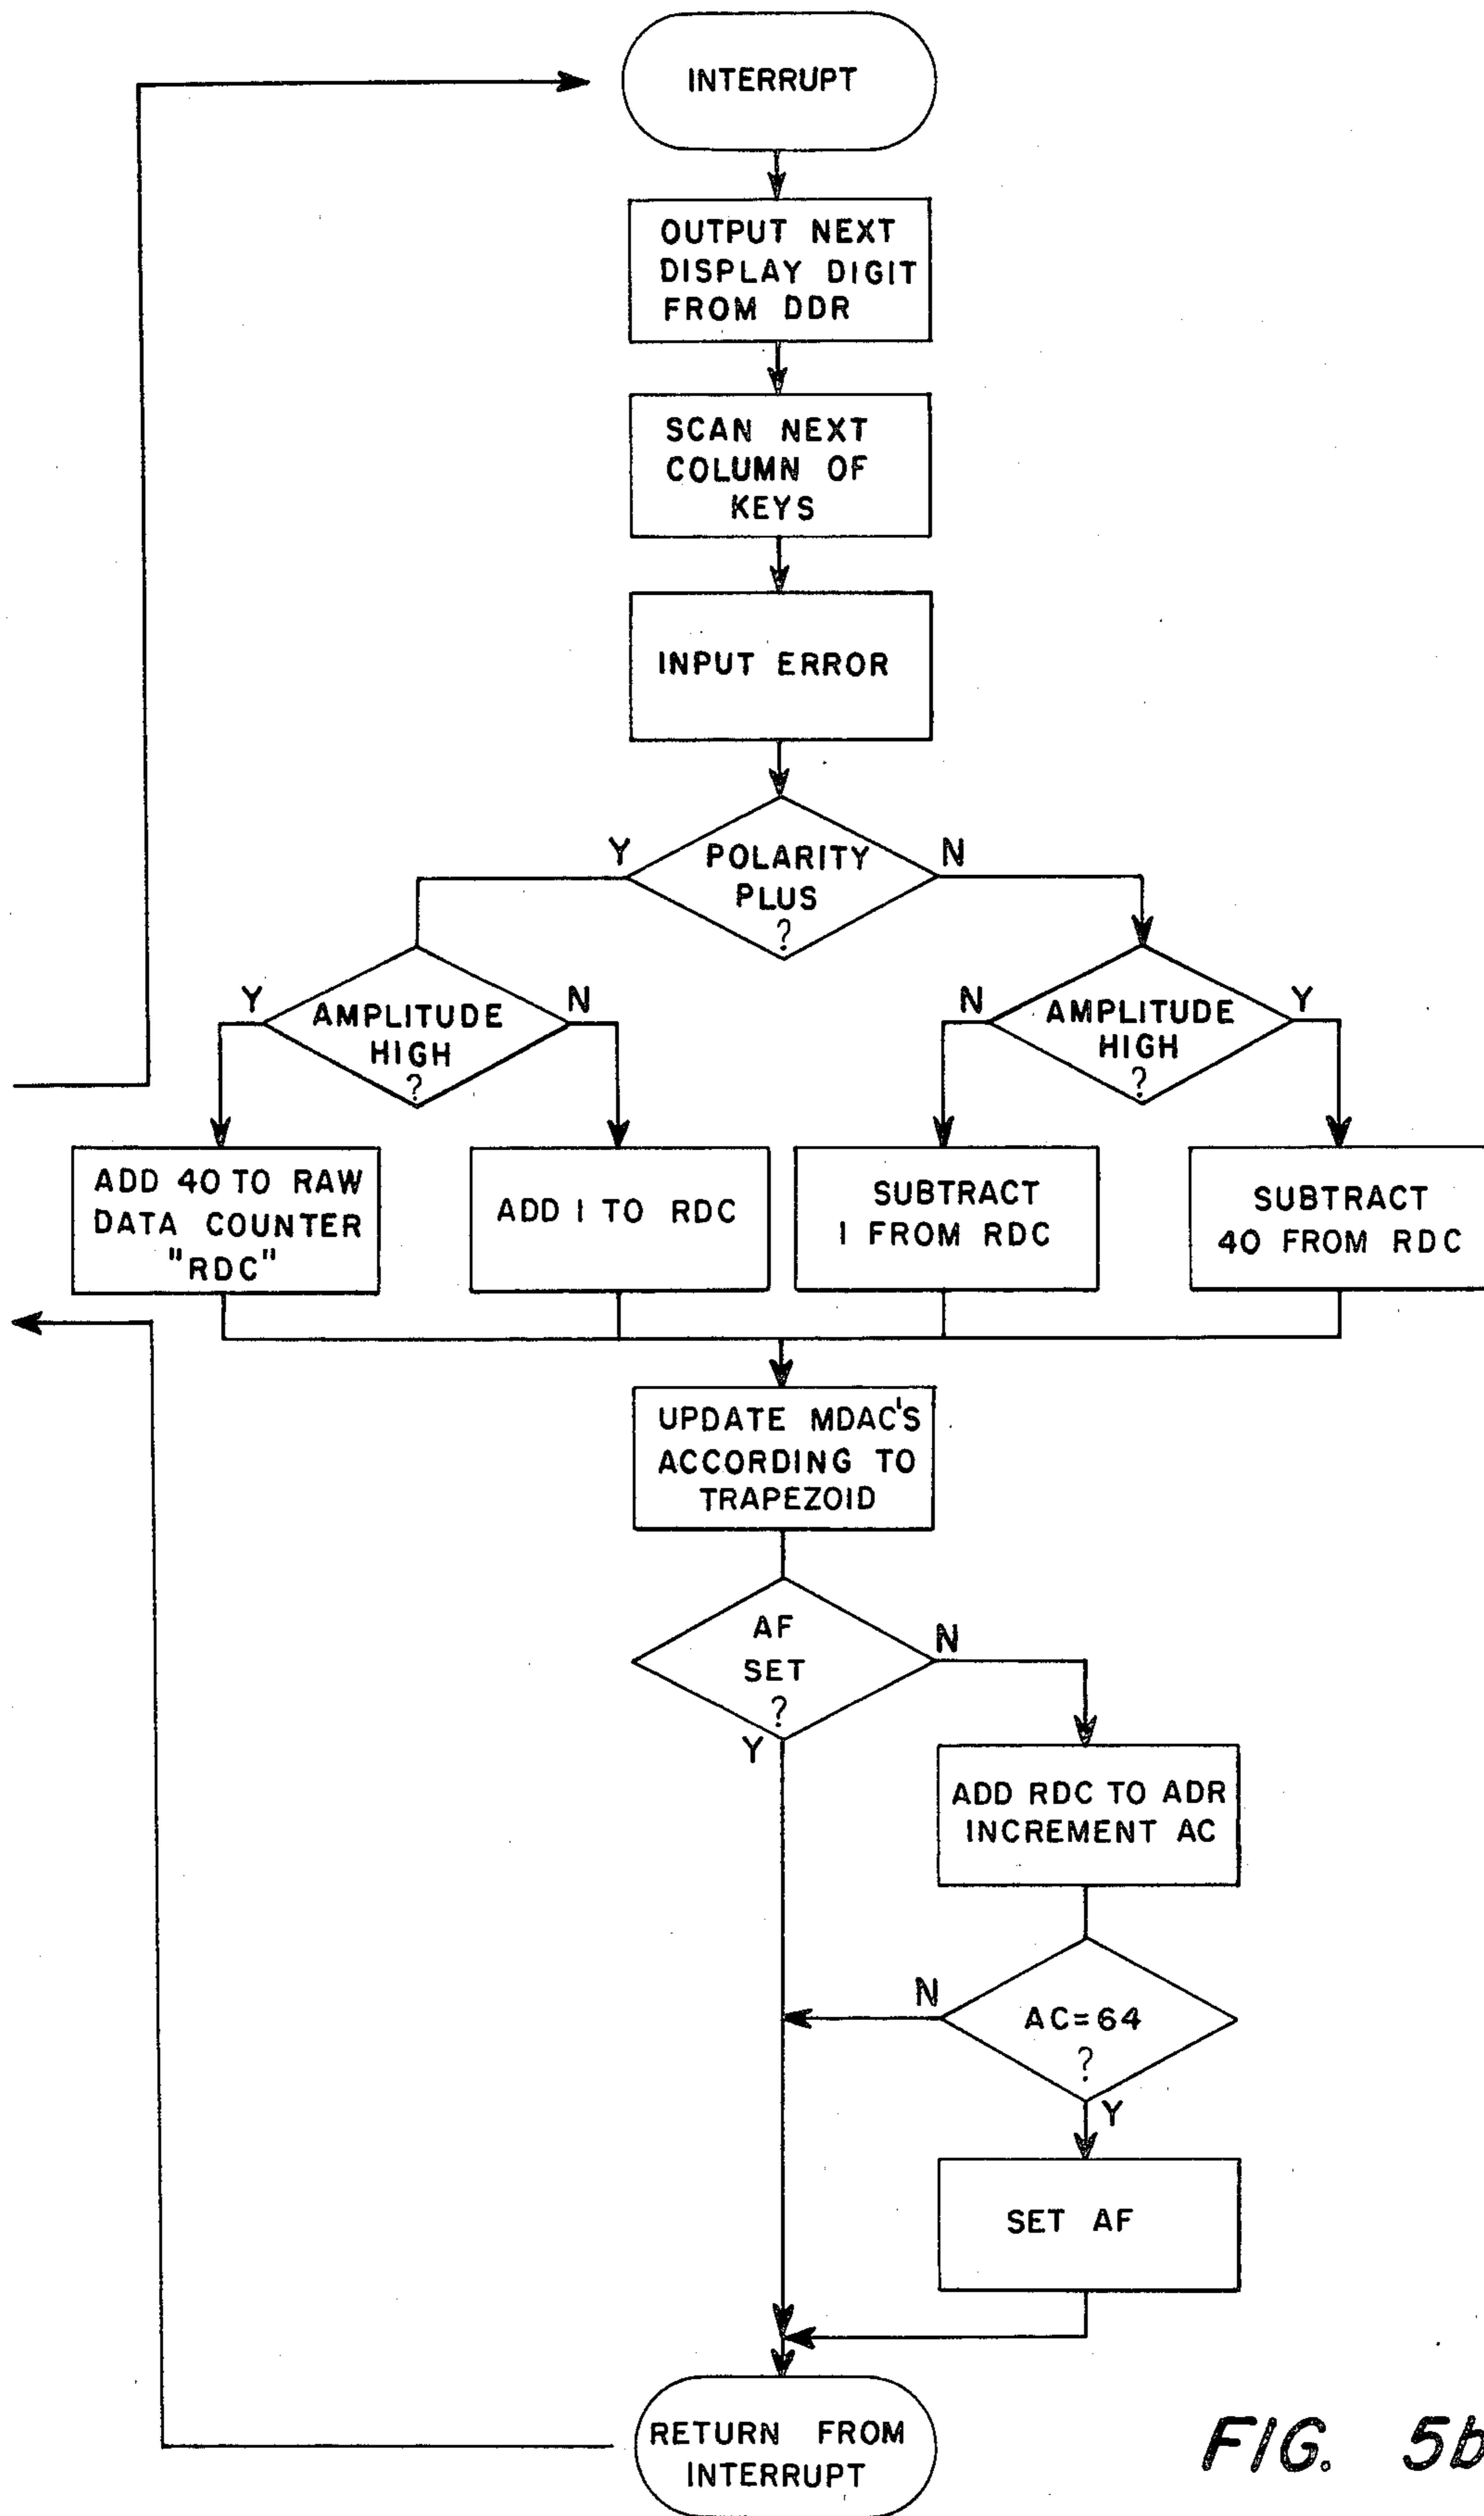 INTERRUPT
OUTPUT NEXT
DISPLAY DIGIT
FROM DDR
SCAN NEXT
COLUMN OF
KEYS
INPUT ERROR
Y
POLARITY
PLUS
?
N
Y
AMPLITUDE
HIGH
?
N
N
AMPLITUDE
HIGH
?
Y
ADD 40 TO RAW
DATA COUNTER
"RDC"
ADD 1 TO RDC
SUBTRACT
1 FROM RDC
SUBTRACT
40 FROM RDC
UPDATE MDAC'S
ACCORDING TO
TRAPEZOID
AF
SET
?
N
Y
ADD RDC TO ADR
INCREMENT AC
N
AC=64
?
Y
SET AF
RETURN FROM
INTERRUPT
FIG. 5b